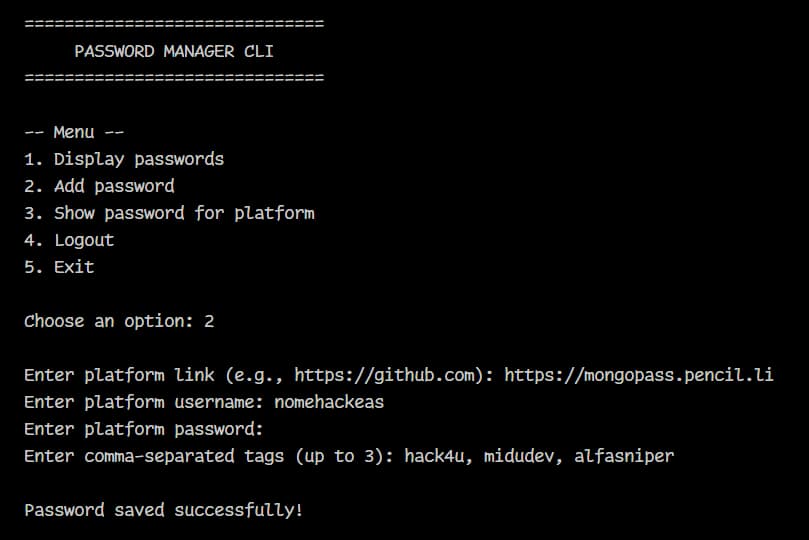 ==============================
PASSWORD MANAGER CLI
==============================
-- Menu --
1. Display passwords
2. Add password
3. Show password for platform
4. Logout
5. Exit
Choose an option: 2
Enter platform link (e.g., https://github.com): https://mongopass.pencil.li
Enter platform username: nomehackeas
Enter platform password:
Enter comma-separated tags (up to 3): hack4u, midudev, alfasniper
Password saved successfully!